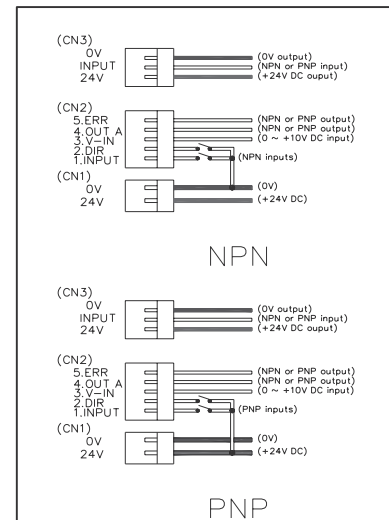 (CN3)
0V (0V output)
INPUT (NPN or PNP input)
24V (+24V DC ouput)
(CN2)
5.ERR (NPN or PNP output)
4.OUT A (NPN or PNP output)
3.V-IN (0 ~ +10V DC input)
2.DIR
1.INPUT (NPN inputs)
(CN1)
0V (0V)
24V (+24V DC)
NPN
(CN3)
0V (0V output)
INPUT (NPN or PNP input)
24V (+24V DC ouput)
(CN2)
5.ERR (NPN or PNP output)
4.OUT A (NPN or PNP output)
3.V-IN (0 ~ +10V DC input)
2.DIR
1.INPUT (PNP inputs)
(CN1)
0V (0V)
24V (+24V DC)
PNP